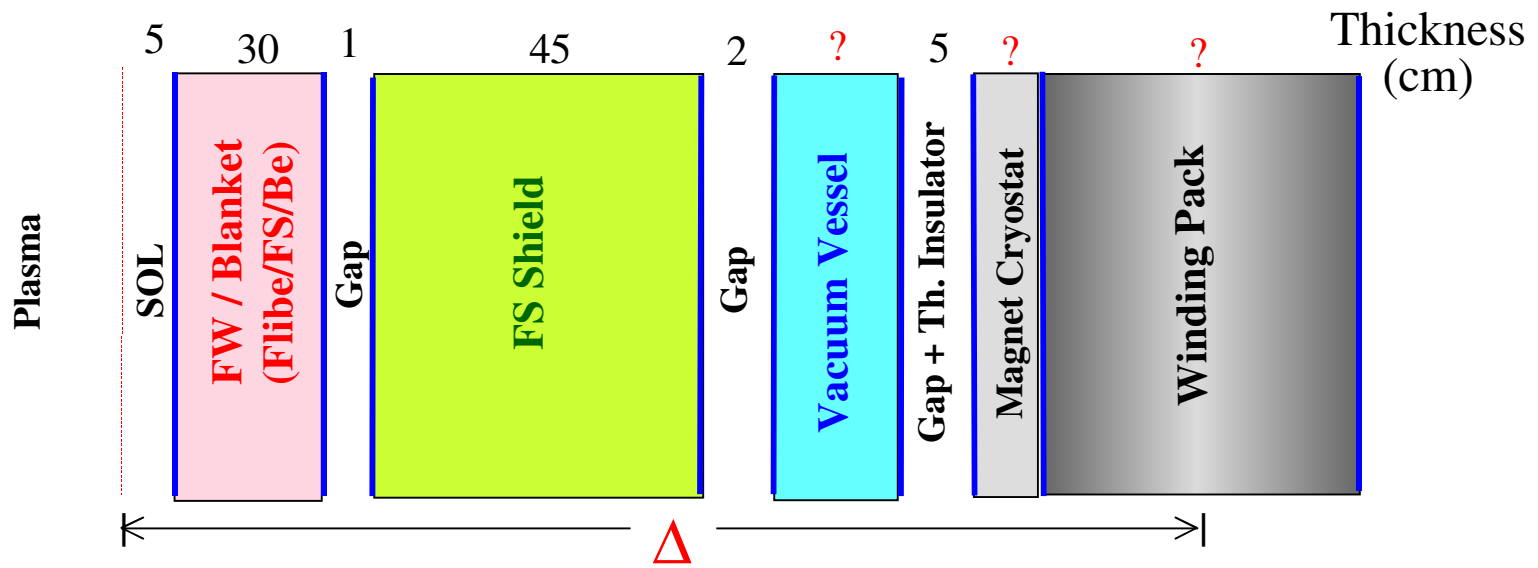 5
30
1
45
2
?
5
?
?
Thickness
(cm)
Plasma
SOL
FW / Blanket
(Flibe/FS/Be)
Gap
FS Shield
Gap
Vacuum Vessel
Gap + Th. Insulator
Magnet Cryostat
Winding Pack
Δ